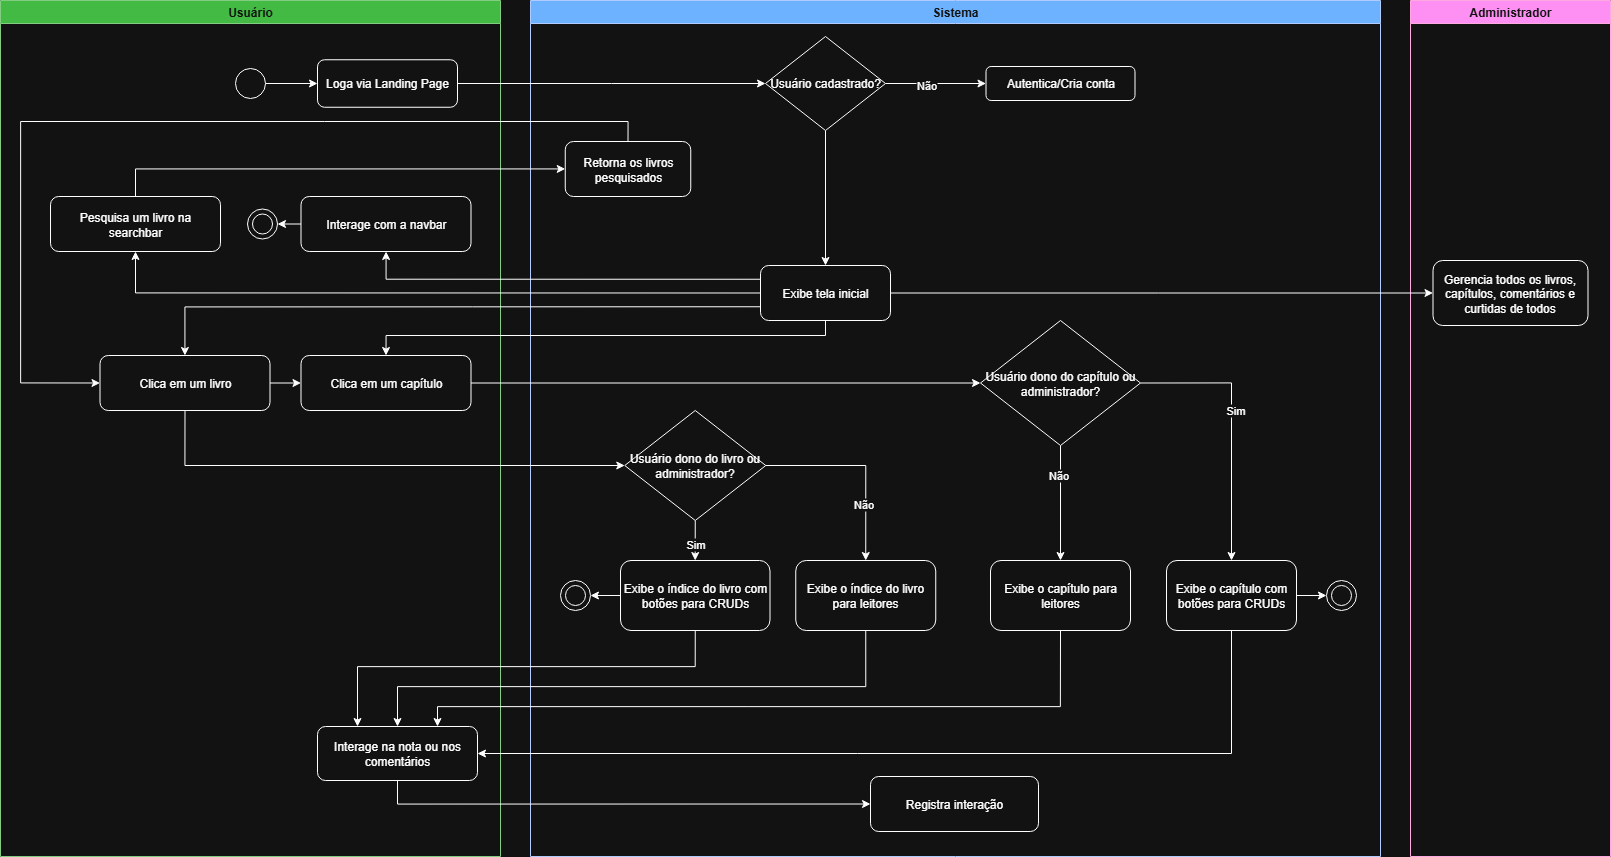 Usuário
Sistema
Administrador
Loga via Landing Page
Usuário cadastrado?
Não
Autentica/Cria conta
Retorna os livros
pesquisados
Pesquisa um livro na
searchbar
Interage com a navbar
Exibe tela inicial
Gerencia todos os livros,
capítulos, comentários e
curtidas de todos
Clica em um livro
Clica em um capítulo
Usuário dono do capítulo ou
administrador?
Sim
Não
Usuário dono do livro ou
administrador?
Não
Sim
Exibe o índice do livro com
botões para CRUDs
Exibe o índice do livro
para leitores
Exibe o capítulo para
leitores
Exibe o capítulo com
botões para CRUDs
Interage na nota ou nos
comentários
Registra interação